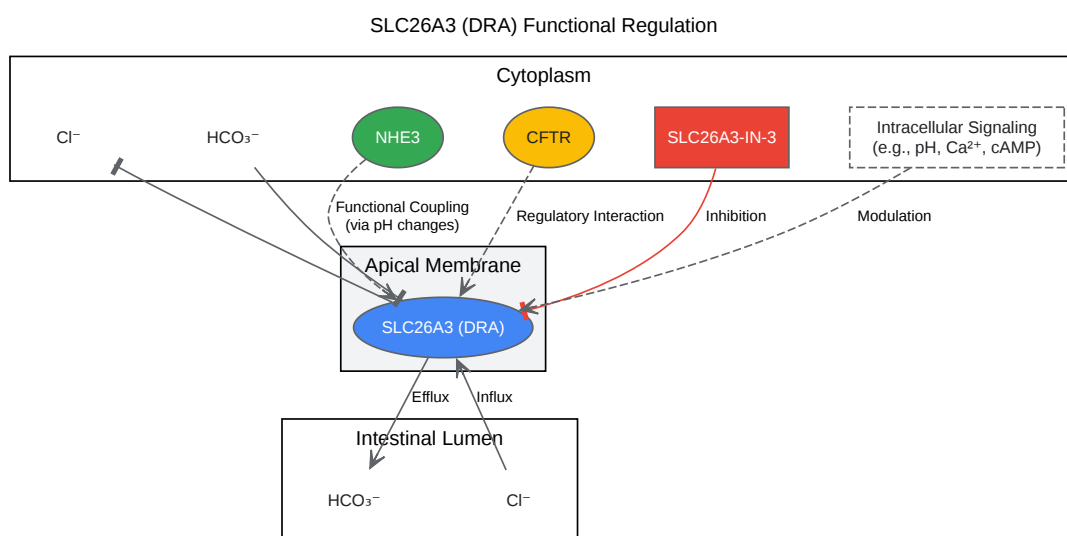 SLC26A3 (DRA) Functional Regulation
Cytoplasm
Cl⁻
HCO₃⁻
NHE3
CFTR
SLC26A3-IN-3
Intracellular Signaling
(e.g., pH, Ca²⁺, cAMP)
Functional Coupling
(via pH changes)
Regulatory Interaction
Inhibition
Modulation
Apical Membrane
SLC26A3 (DRA)
Efflux
Influx
Intestinal Lumen
HCO₃⁻
Cl⁻